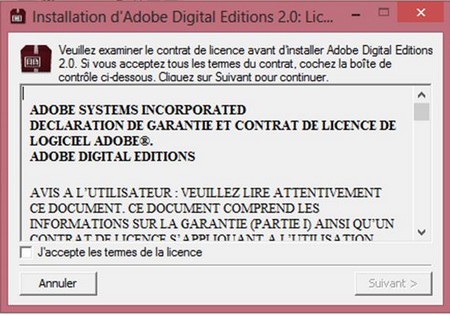 Installation d'Adobe Digital Editions 2.0: Lic...
Veuillez examiner le contrat de licence avant d'installer Adobe Digital Editions
2.0. Si vous acceptez tous les termes du contrat, cochez la boîte de
contrôle ci-dessous. Cliquez sur Suivant pour continuer.
ADOBE SYSTEMS INCORPORATED
DECLARATION DE GARANTIE ET CONTRAT DE LICENCE DE
LOGICIEL ADOBE®.
ADOBE DIGITAL EDITIONS
AVIS A L'UTILISATEUR : VEUILLEZ LIRE ATTENTIVEMENT
CE DOCUMENT. CE DOCUMENT COMPREND LES
INFORMATIONS SUR LA GARANTIE (PARTIE I) AINSI QU'UN
CONTRAT DE LICENCE S'APPLIQUANT A L'UTILISATION
J'accepte les termes de la licence
Annuler
Suivant >